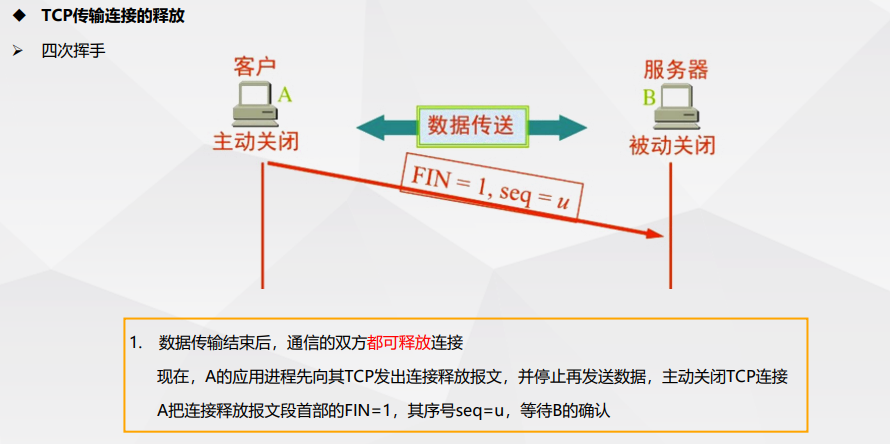 ◆ TCP传输连接的释放
➢ 四次挥手
客户
A
主动关闭
数据传送
服务器
B
被动关闭
FIN = 1, seq = u
1. 数据传输结束后，通信的双方都可释放连接
现在，A的应用进程先向其TCP发出连接释放报文，并停止再发送数据，主动关闭TCP连接
A把连接释放报文段首部的FIN=1，其序号seq=u，等待B的确认